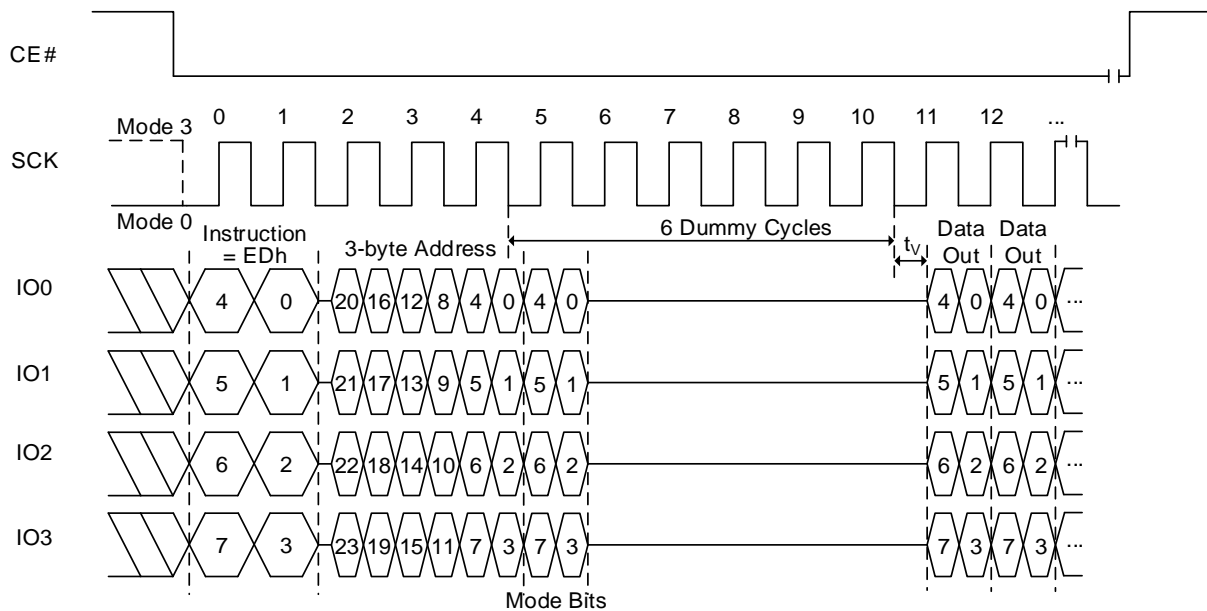 CE#
0 1 2 3 4 5 6 7 8 9 10 11 12 ...
Mode 3
SCK
Mode 0
Instruction
= EDh
3-byte Address
6 Dummy Cycles
tV
Data
Out
Data
Out
IO0 4 0 20 16 12 8 4 0 4 0 4 0 4 0 ...
IO1 5 1 21 17 13 9 5 1 5 1 5 1 5 1 ...
IO2 6 2 22 18 14 10 6 2 6 2 6 2 6 2 ...
IO3 7 3 23 19 15 11 7 3 7 3 7 3 7 3 ...
Mode Bits